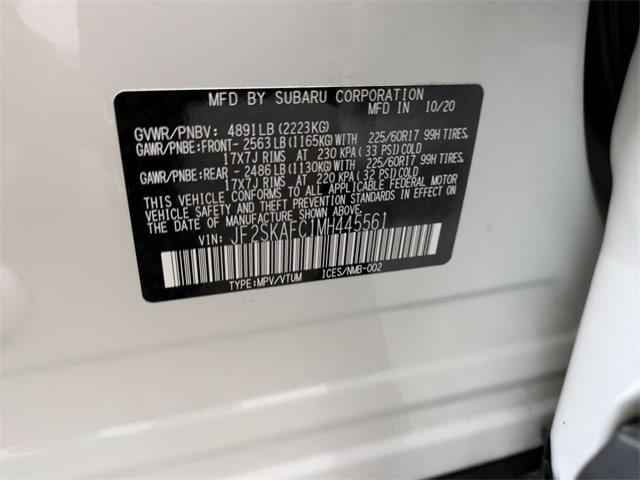 MFD BY SUBARU CORPORATION
MFD IN 10/20
GVWR/PNBV: 4891LB(2223KG)
GAWR/PNBE:FRONT- 2563LB(1165KG)WITH 225/60R17 99H TIRES,
17X7J RIMS AT 230 KPA(33 PSI)COLD
GAWR/PNBE:REAR - 2486LB(1130KG)WITH 225/60R17 99H TIRES,
17X7J RIMS AT 220 KPA(32 PSI)COLD
THIS VEHICLE CONFORMS TO ALL APPLICABLE FEDERAL MOTOR
VEHICLE SAFETY AND THEFT PREVENTION STANDARDS IN EFFECT ON
THE DATE OF MANUFACTURE SHOWN ABOVE.
VIN: JF2SKAFC1MH445561
TYPE:MPV/VTUM ICES/NMB-002